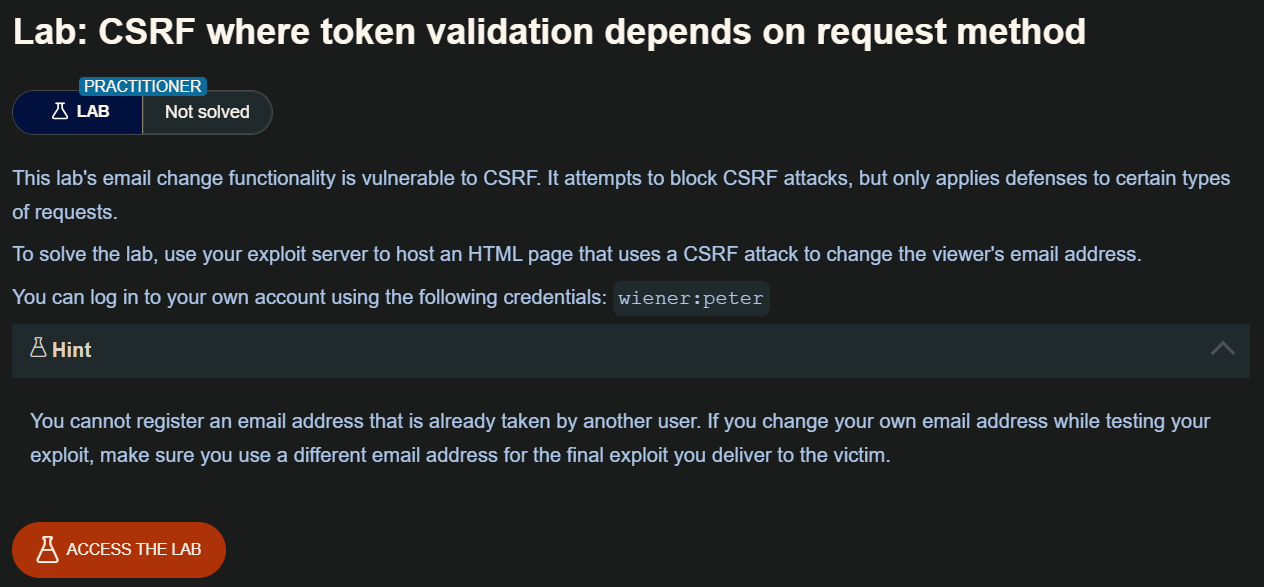 Lab: CSRF where token validation depends on request method
PRACTITIONER
LAB Not solved
This lab's email change functionality is vulnerable to CSRF. It attempts to block CSRF attacks, but only applies defenses to certain types
of requests.
To solve the lab, use your exploit server to host an HTML page that uses a CSRF attack to change the viewer's email address.
You can log in to your own account using the following credentials: wiener:peter
Hint
You cannot register an email address that is already taken by another user. If you change your own email address while testing your
exploit, make sure you use a different email address for the final exploit you deliver to the victim.
ACCESS THE LAB